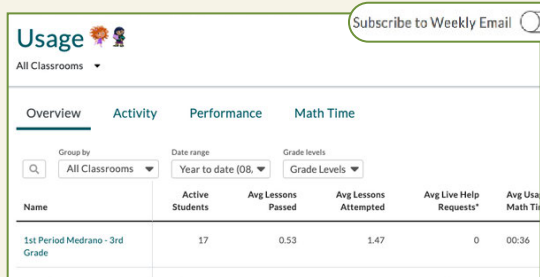 Subscribe to Weekly Email
Usage
All Classrooms
Overview Activity Performance Math Time
Group by Date range Grade levels
All Classrooms Year to date (08, Grade Levels
Name Active Students Avg Lessons Passed Avg Lessons Attempted Avg Live Help Requests* Avg
Math
1st Period Medrano - 3rd Grade 17 0.53 1.47 0 00:36